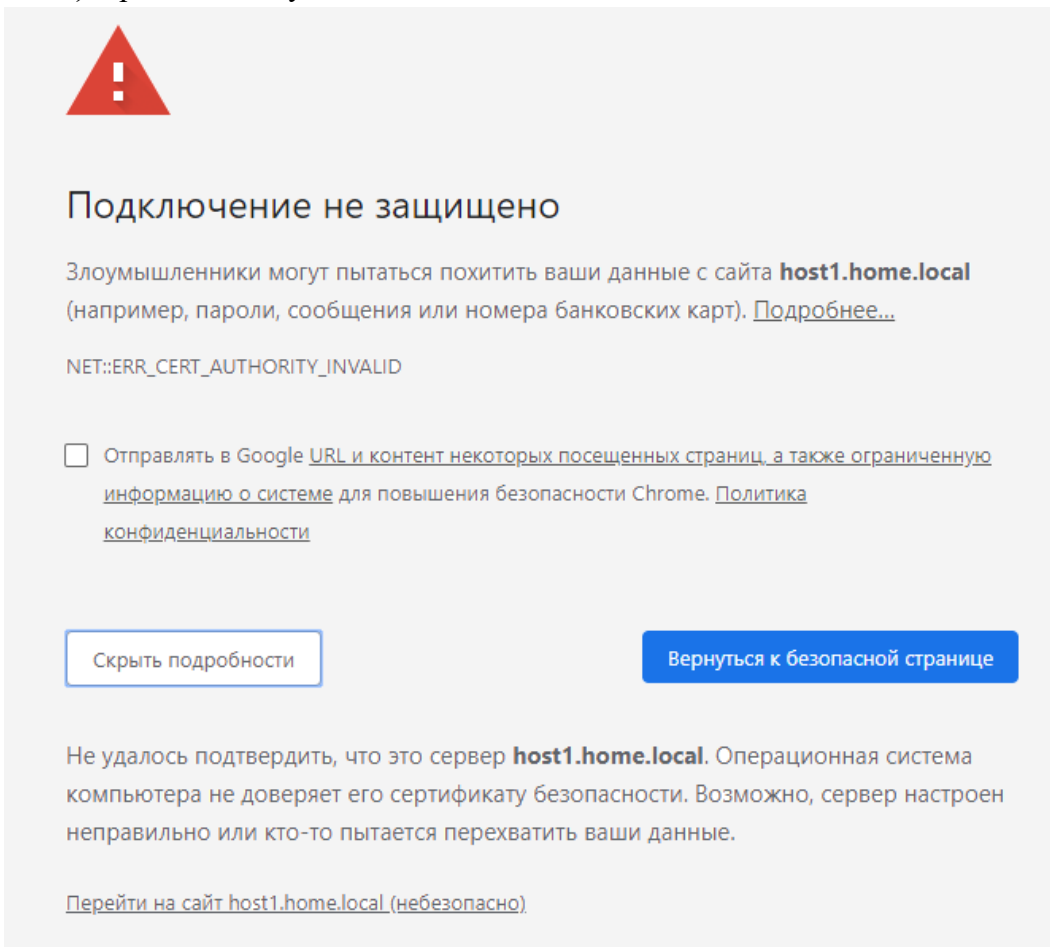 Подключение не защищено
Злоумышленники могут пытаться похитить ваши данные с сайта host1.home.local
(например, пароли, сообщения или номера банковских карт). Подробнее...
NET::ERR_CERT_AUTHORITY_INVALID
Отправлять в Google URL и контент некоторых посещенных страниц, а также ограниченную
информацию о системе для повышения безопасности Chrome. Политика
конфиденциальности
Скрыть подробности
Вернуться к безопасной странице
Не удалось подтвердить, что это сервер host1.home.local. Операционная система
компьютера не доверяет его сертификату безопасности. Возможно, сервер настроен
неправильно или кто-то пытается перехватить ваши данные.
Перейти на сайт host1.home.local (небезопасно)